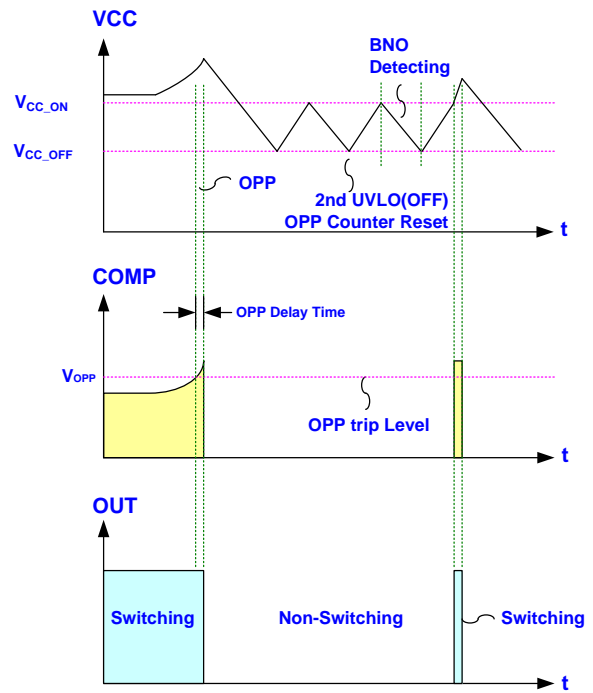 VCC
BNO
Detecting
VCC_ON
VCC_OFF
OPP
2nd UVLO(OFF)
OPP Counter Reset
t
COMP
OPP Delay Time
VOPP
OPP trip Level
t
OUT
Switching
Non-Switching
Switching
t